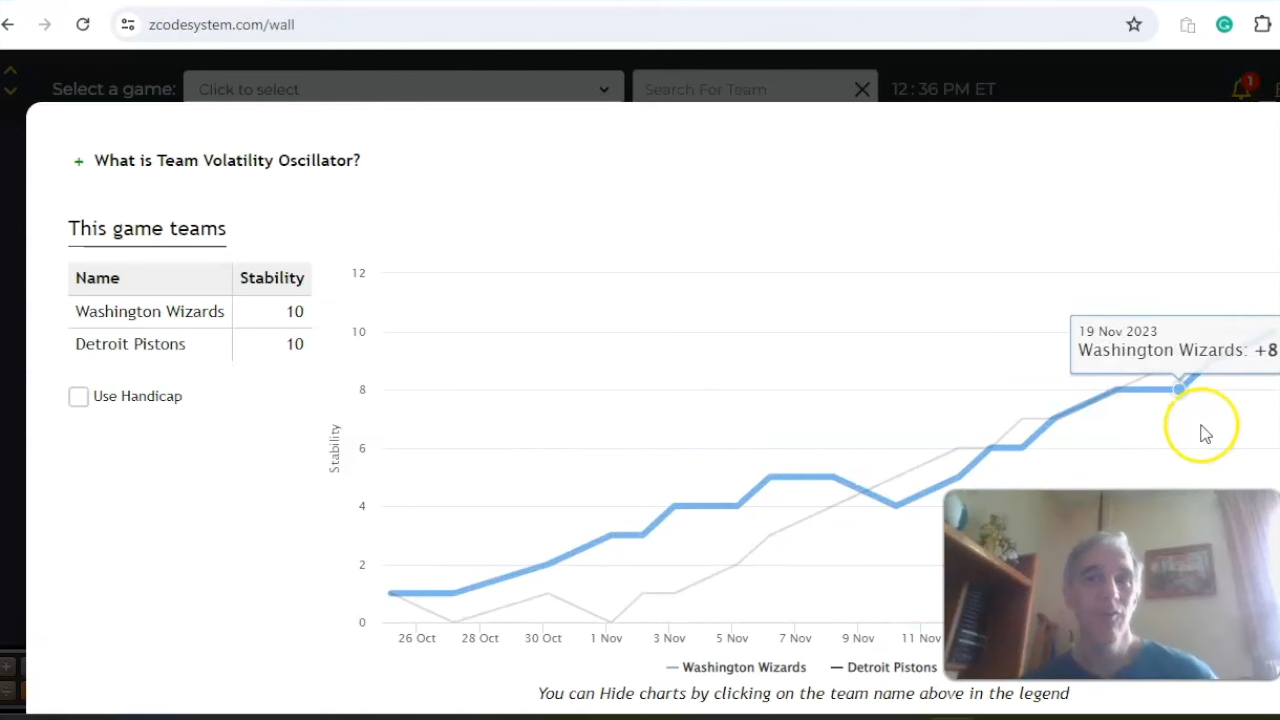 zcodesystem.com/wall
Select a game:
Click to select
Search For Team
12:36 PM ET
1
+ What is Team Volatility Oscillator?
This game teams
Name Stability
Washington Wizards 10
Detroit Pistons 10
Use Handicap
Stability
12
10
8
6
4
2
0
19 Nov 2023
Washington Wizards: +8
26 Oct 28 Oct 30 Oct 1 Nov 3 Nov 5 Nov 7 Nov 9 Nov 11 Nov
Washington Wizards Detroit Pistons
You can Hide charts by clicking on the team name above in the legend